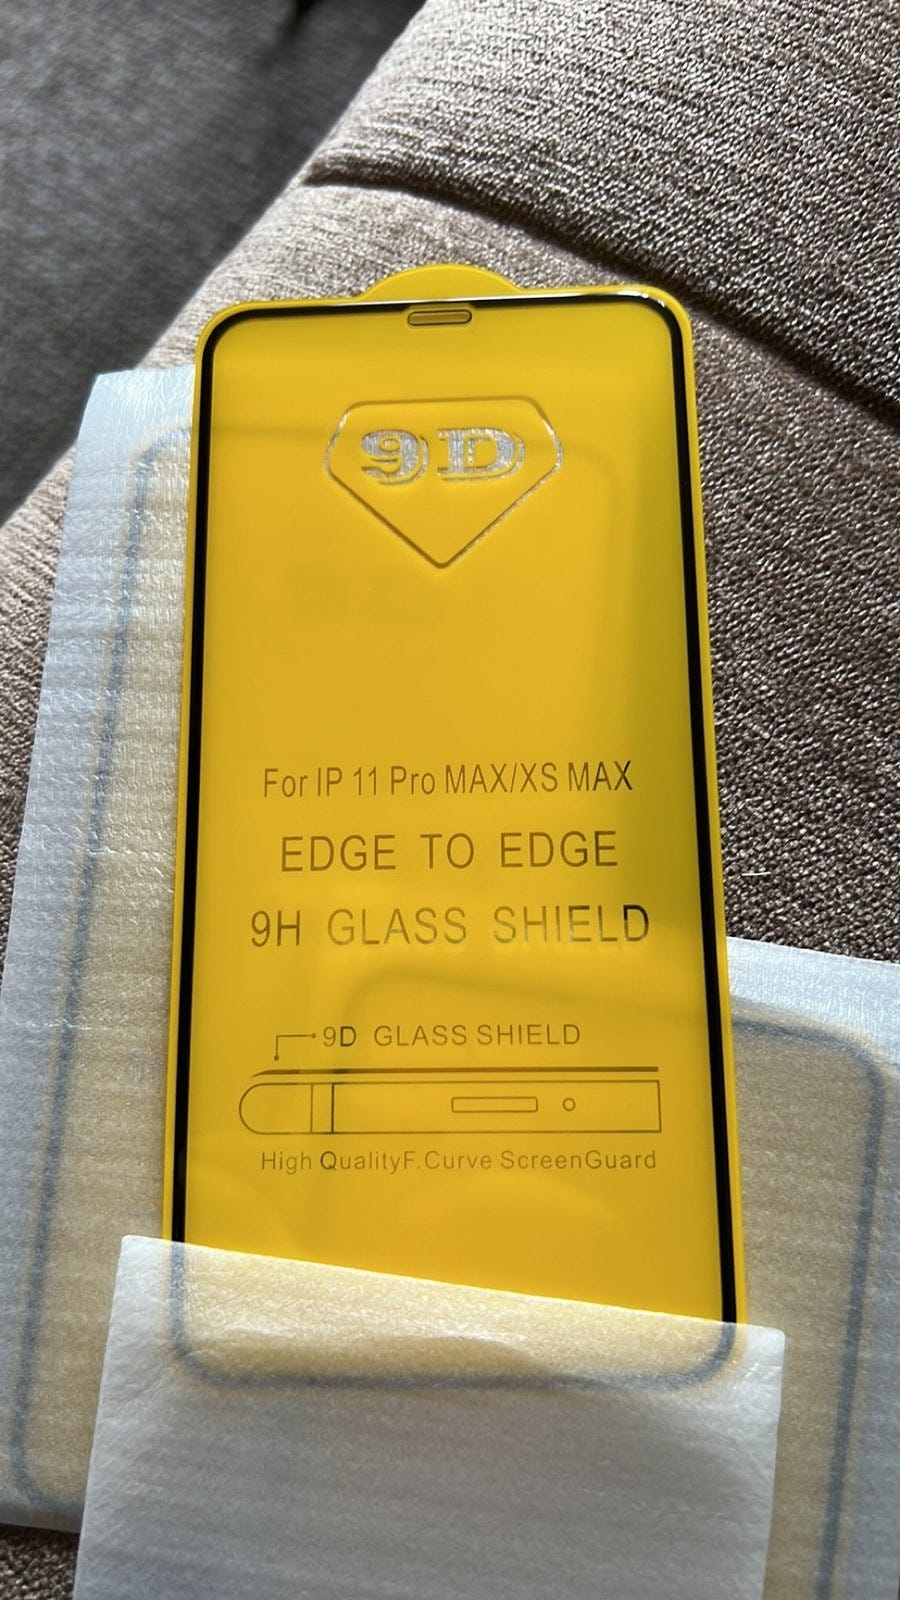 9D
For IP 11 Pro MAX/XS MAX
EDGE TO EDGE
9H GLASS SHIELD
9D GLASS SHIELD
High QualityF.Curve ScreenGuard